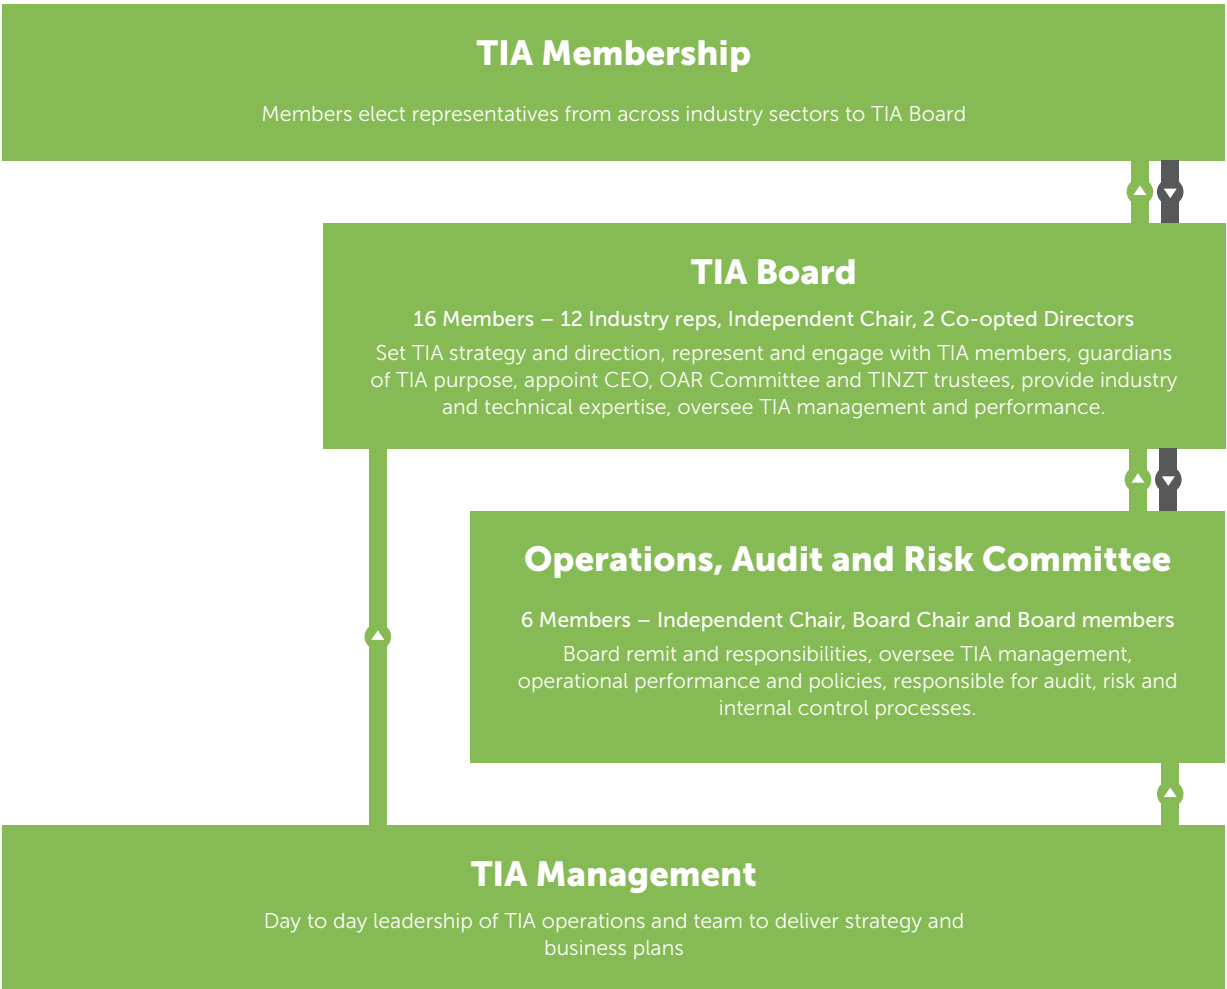 TIA Membership
Members elect representatives from across industry sectors to TIA Board
TIA Board
16 Members – 12 Industry reps, Independent Chair, 2 Co-opted Directors
Set TIA strategy and direction, represent and engage with TIA members, guardians
of TIA purpose, appoint CEO, OAR Committee and TINZT trustees, provide industry
and technical expertise, oversee TIA management and performance.
Operations, Audit and Risk Committee
6 Members – Independent Chair, Board Chair and Board members
Board remit and responsibilities, oversee TIA management,
operational performance and policies, responsible for audit, risk and
internal control processes.
TIA Management
Day to day leadership of TIA operations and team to deliver strategy and
business plans